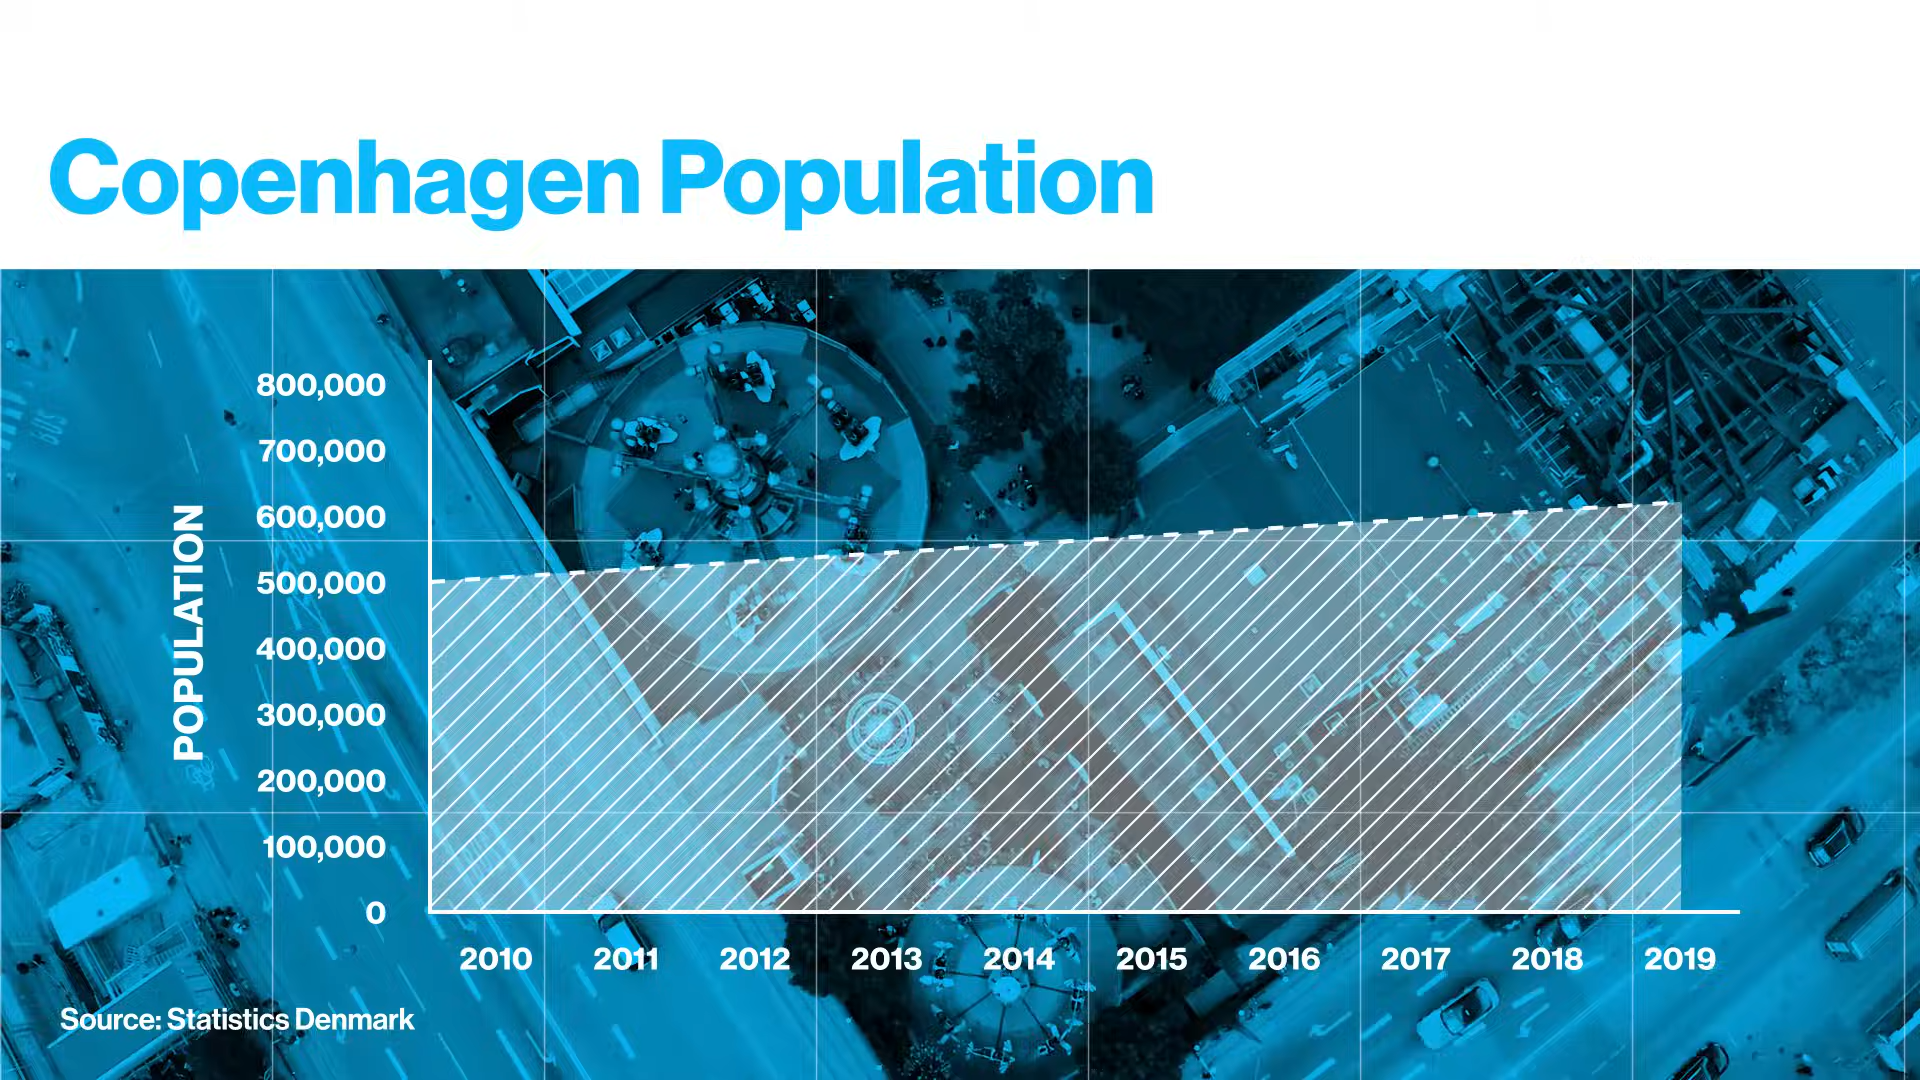 Copenhagen Population
800,000
700,000
600,000
500,000
400,000
300,000
200,000
100,000
0
POPULATION
2010 2011 2012 2013 2014 2015 2016 2017 2018 2019
Source: Statistics Denmark
BUS